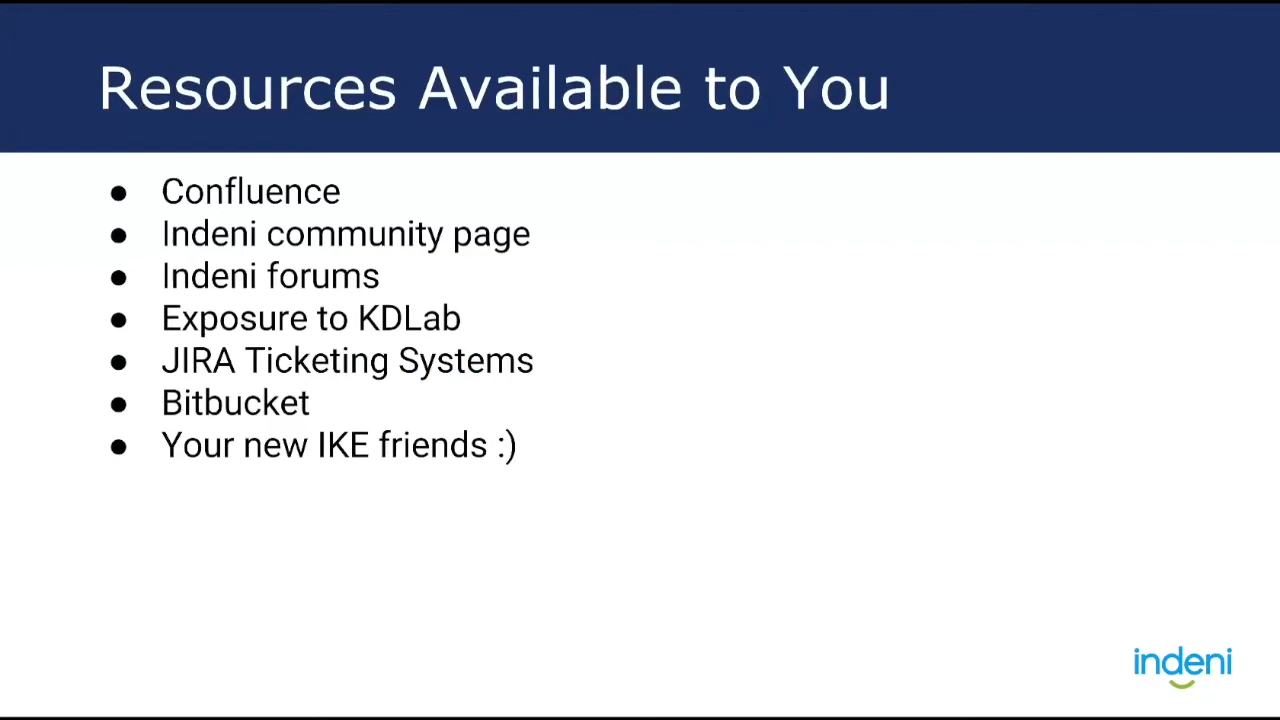 Resources Available to You
● Confluence
● Indeni community page
● Indeni forums
● Exposure to KDLab
● JIRA Ticketing Systems
● Bitbucket
● Your new IKE friends :)
indeni